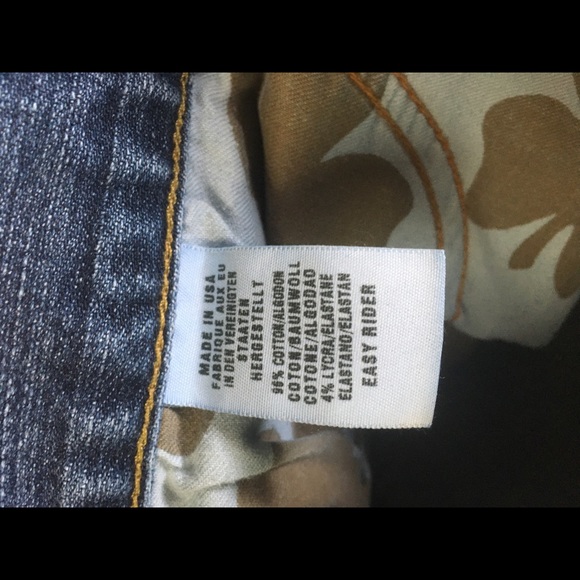 MADE IN USA
FABRIQUE AUX EU
IN DEN VEREINIGTEN
STAATEN
HERGESTELLT
96% COTTON/ALGODON
COTON/BAUMWOLL
COTONE/ALGODAO
4% LYCRA/ELASTANE
ELASTANO/ELASTÁN
EASY RIDER